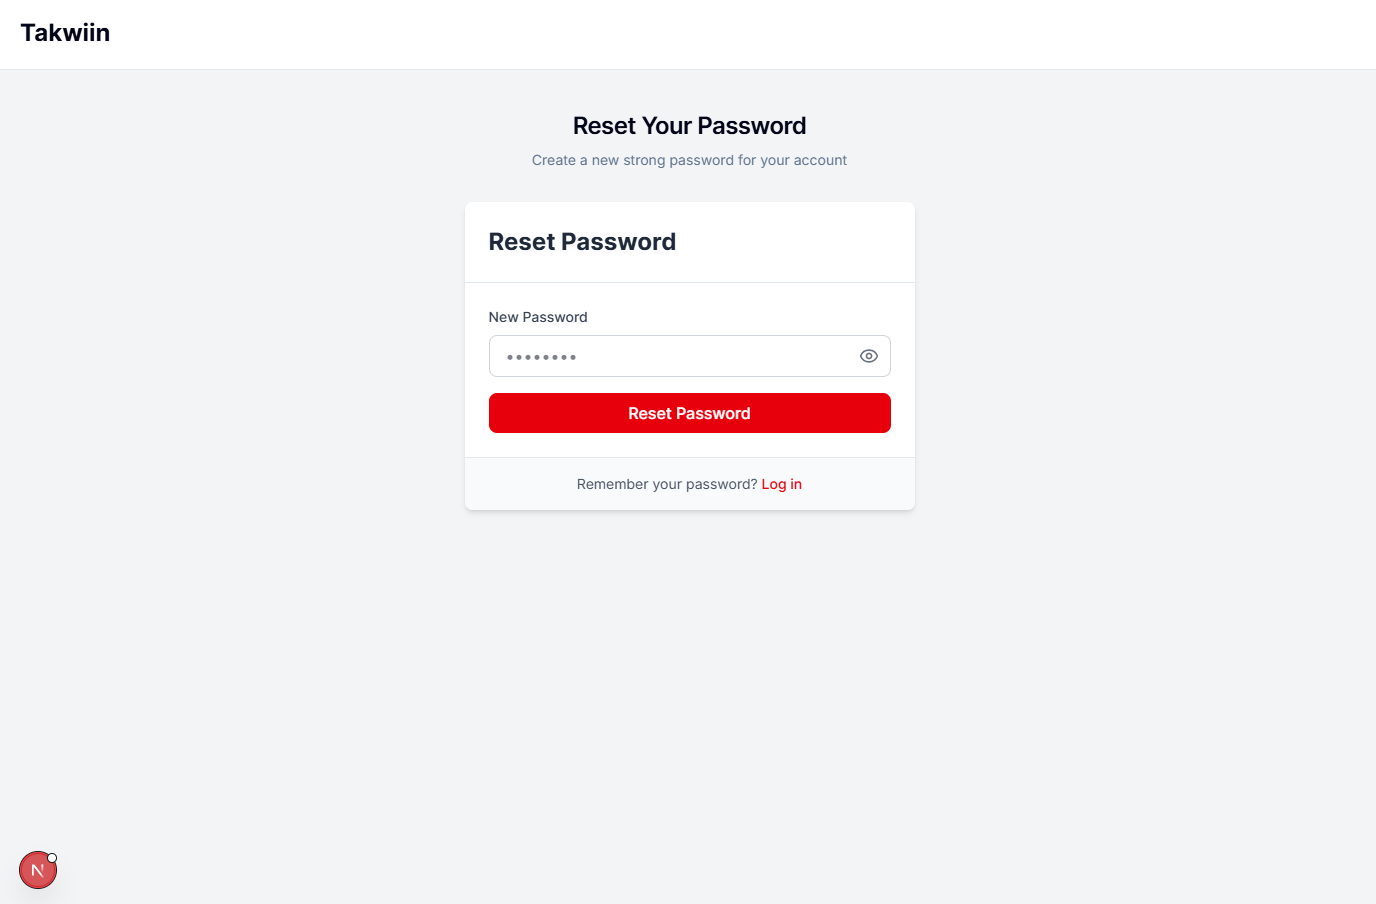 Takwiin
Reset Your Password
Create a new strong password for your account
Reset Password
New Password
••••••••
Reset Password
Remember your password? Log in
N